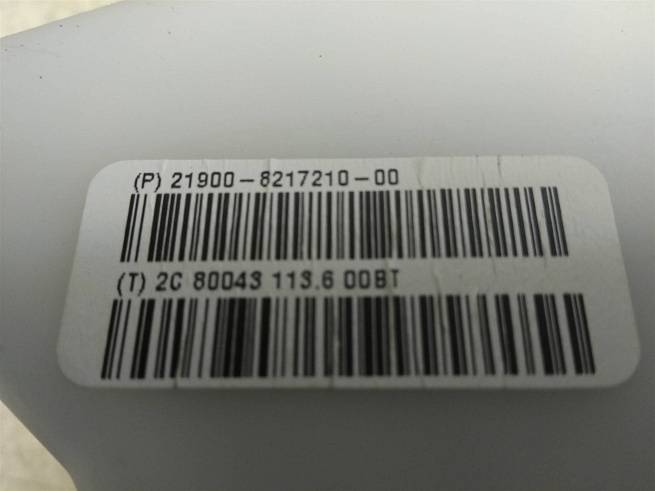 (P) 21900-8217210-00
(T) 2C 80043 113.6 00BT